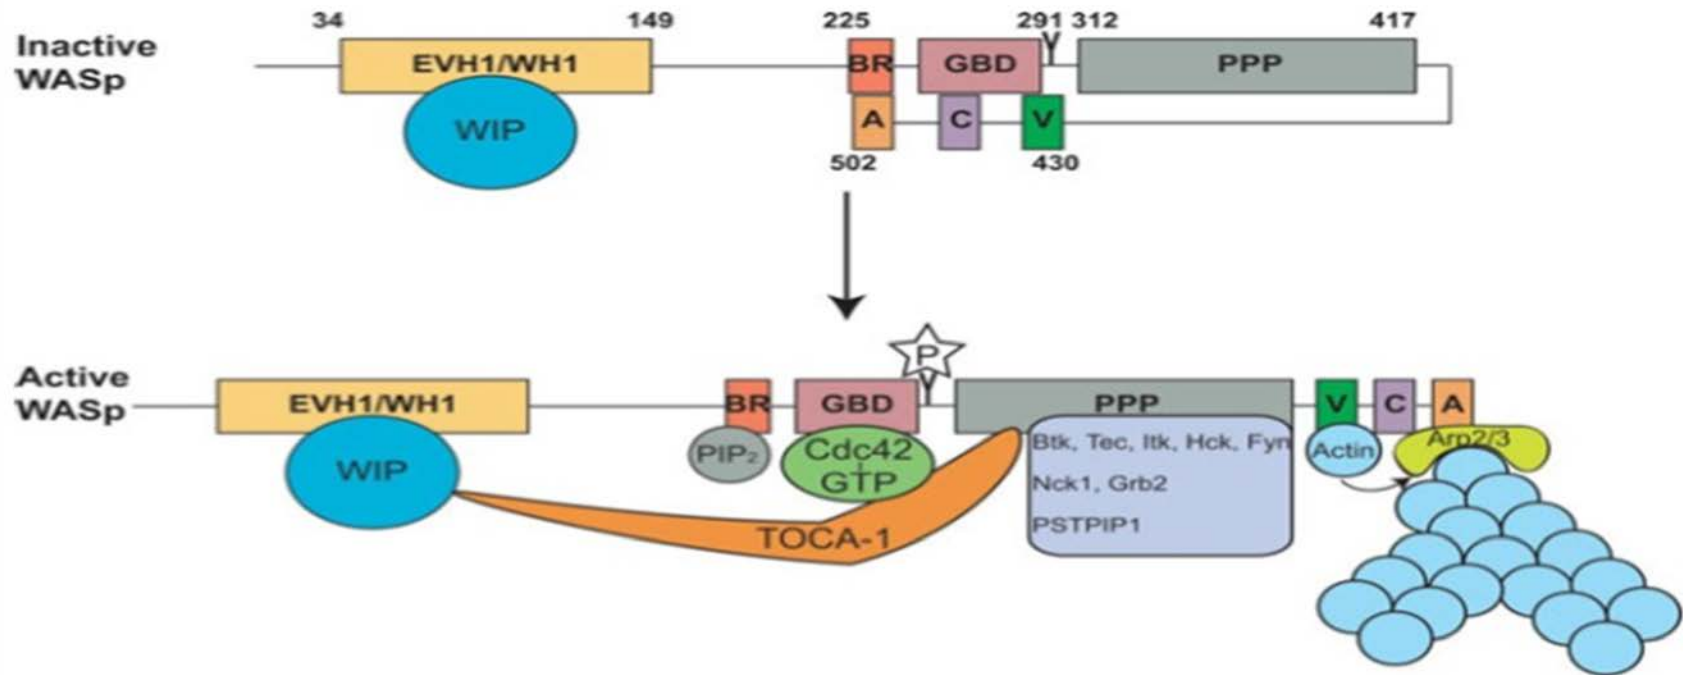 34 149 225 291 312 417
Inactive
WASp
EVH1/WH1 BR Y GBD PPP
WIP
A C V
502 430
P
Active
WASp
EVH1/WH1 BR GBD Y PPP V C A
WIP
PIP₂
Cdc42
GTP
TOCA-1
Btk, Tec, Itk, Hck, Fyn
Nck1, Grb2
PSTPIP1
Actin
Arp2/3